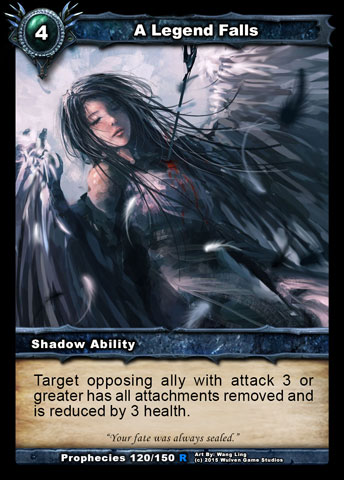 4
A Legend Falls
Shadow Ability
Target opposing ally with attack 3 or
greater has all attachments removed and
is reduced by 3 health.
"Your fate was always sealed."
Prophecies 120/150 R
Art By: Wang Ling
(c) 2015 Wulven Game Studios